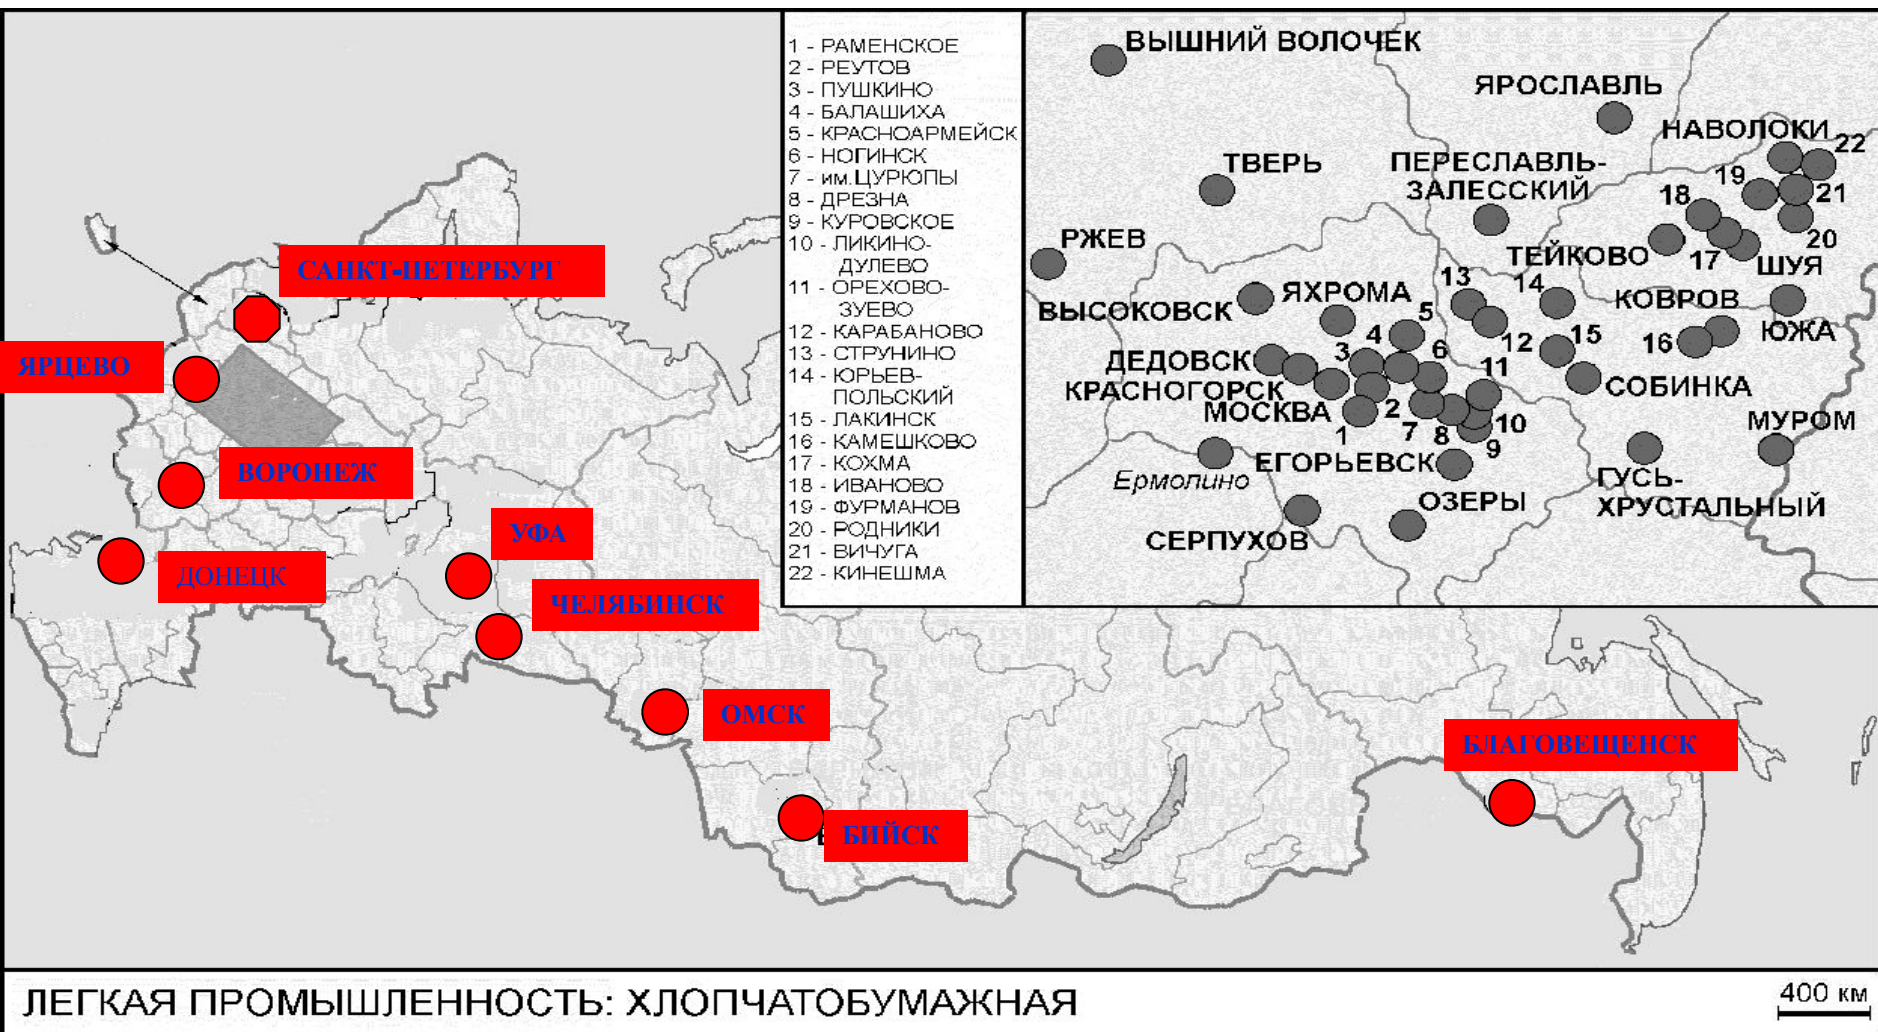 1 - РАМЕНСКОЕ
2 - РЕУТОВ
3 - ПУШКИНО
4 - БАЛАШИХА
5 - КРАСНОАРМЕЙСК
6 - НОГИНСК
7 - им.ЦУРЮПЫ
8 - ДРЕЗНА
9 - КУРОВСКОЕ
10 - ЛИКИНО-
ДУЛЕВО
11 - ОРЕХОВО-
ЗУЕВО
12 - КАРАБАНОВО
13 - СТРУНИНО
14 - ЮРЬЕВ-
ПОЛЬСКИЙ
15 - ЛАКИНСК
16 - КАМЕШКОВО
17 - КОХМА
18 - ИВАНОВО
19 - ФУРМАНОВ
20 - РОДНИКИ
21 - ВИЧУГА
22 - КИНЕШМА
ВЫШНИЙ ВОЛОЧЕК
ЯРОСЛАВЛЬ
НАВОЛОКИ
22
ТВЕРЬ
ПЕРЕСЛАВЛЬ-
ЗАЛЕССКИЙ
19
18
21
РЖЕВ
ТЕЙКОВО
17
20
ШУЯ
ВЫСОКОВСК
ЯХРОМА
13
14
КОВРОВ
5
4
12
15
16
ЮЖА
ДЕДОВСК
3
6
КРАСНОГОРСК
11
СОБИНКА
МОСКВА
2
1
7
8
10
9
МУРОМ
Ермолино
ЕГОРЬЕВСК
ГУСЬ-
ХРУСТАЛЬНЫЙ
ОЗЕРЫ
СЕРПУХОВ
САНКТ-ПЕТЕРБУРГ
ЯРЦЕВО
ВОРОНЕЖ
УФА
ДОНЕЦК
ЧЕЛЯБИНСК
ОМСК
БЛАГОВЕЩЕНСК
БИЙСК
ЛЕГКАЯ ПРОМЫШЛЕННОСТЬ: ХЛОПЧАТОБУМАЖНАЯ
400 км